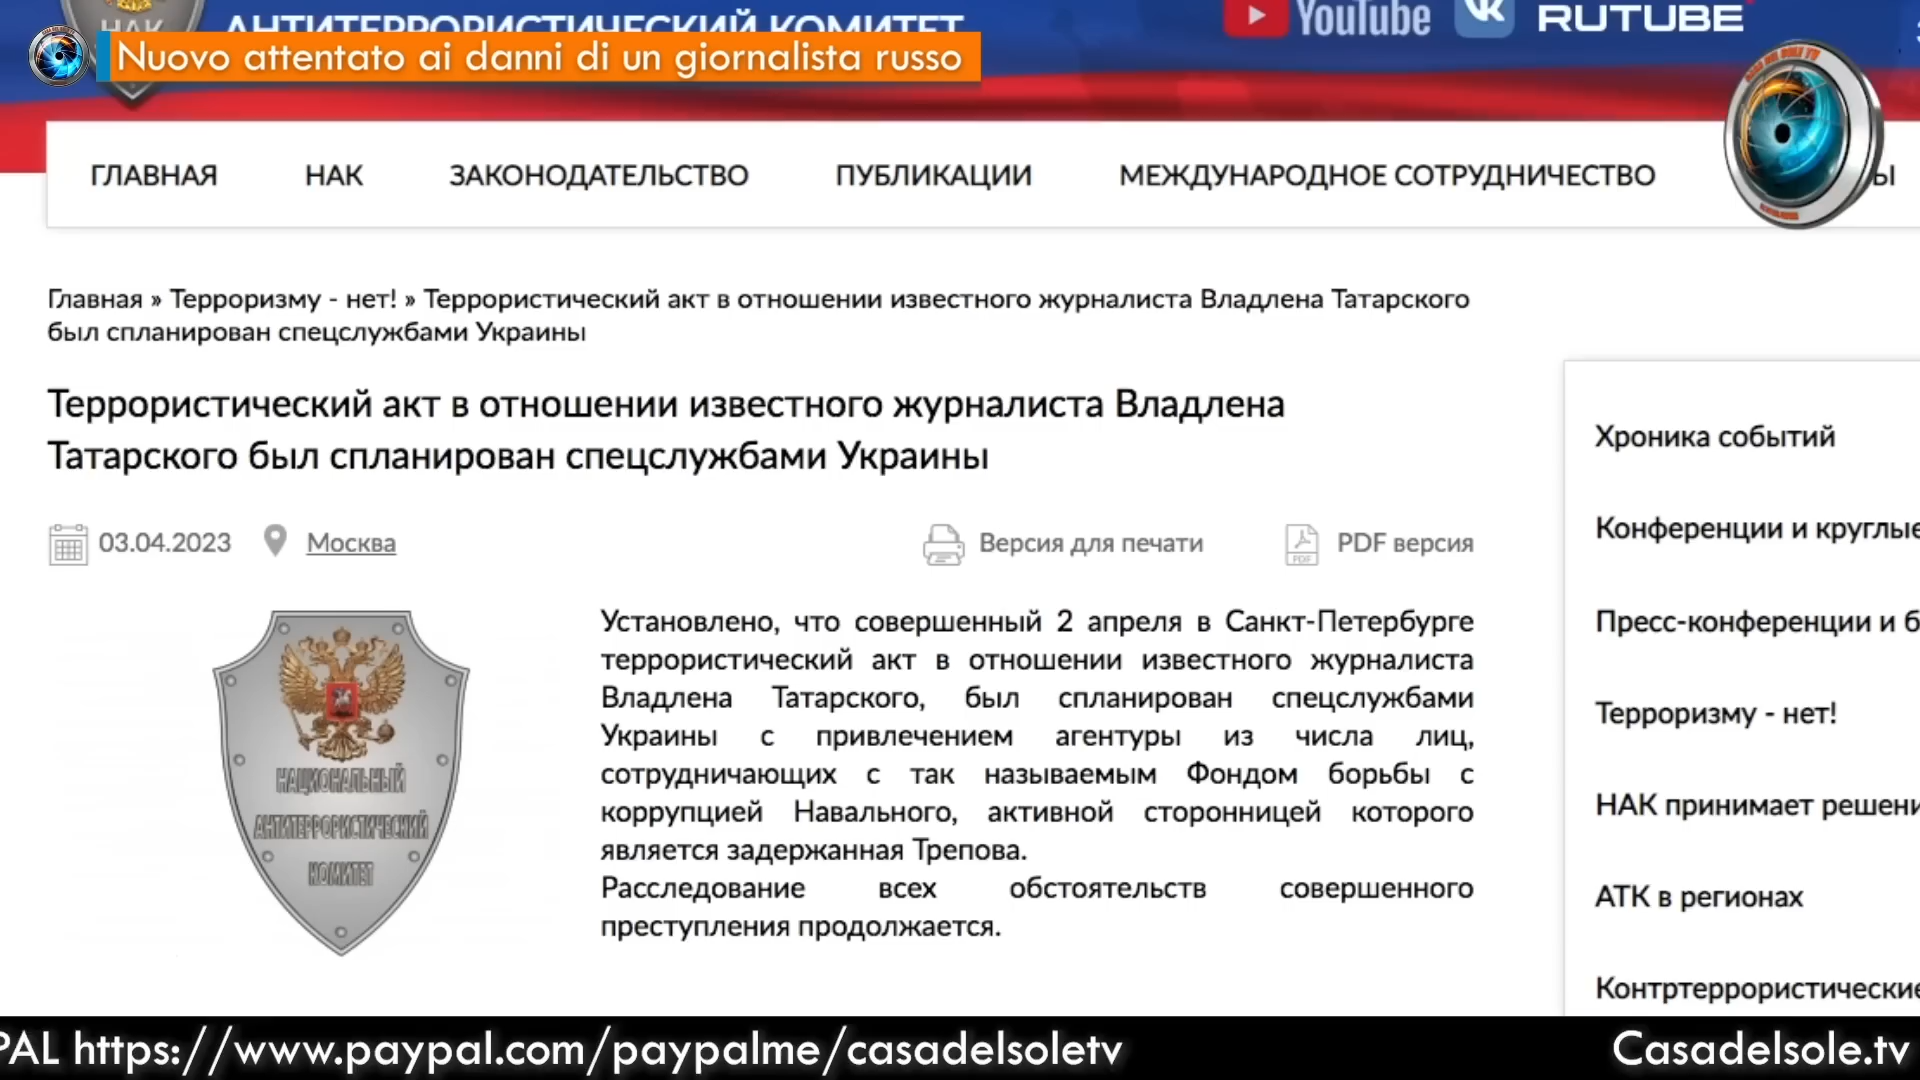 АНТИТЕРРОРИСТИЧЕСКИЙ КОМИТЕТ
YouTube
RUTUBE
НАК
Nuovo attentato ai danni di un giornalista russo
ГЛАВНАЯ НАК ЗАКОНОДАТЕЛЬСТВО ПУБЛИКАЦИИ МЕЖДУНАРОДНОЕ СОТРУДНИЧЕСТВО
Главная » Терроризму - нет! » Террористический акт в отношении известного журналиста Владлена Татарского
был спланирован спецслужбами Украины
Террористический акт в отношении известного журналиста Владлена
Татарского был спланирован спецслужбами Украины
03.04.2023 Москва Версия для печати PDF версия
Установлено, что совершенный 2 апреля в Санкт-Петербурге
террористический акт в отношении известного журналиста
Владлена Татарского, был спланирован спецслужбами
Украины с привлечением агентуры из числа лиц,
сотрудничающих с так называемым Фондом борьбы с
коррупцией Навального, активной сторонницей которого
является задержанная Трепова.
Расследование всех обстоятельств совершенного
преступления продолжается.
НАЦИОНАЛЬНЫЙ
АНТИТЕРРОРИСТИЧЕСКИЙ
КОМИТЕТ
Хроника событий
Конференции и круглые
Пресс-конференции и б
Терроризму - нет!
НАК принимает решени
АТК в регионах
Контртеррористические
PAL https://www.paypal.com/paypalme/casadelsoletv
Casadelsole.tv